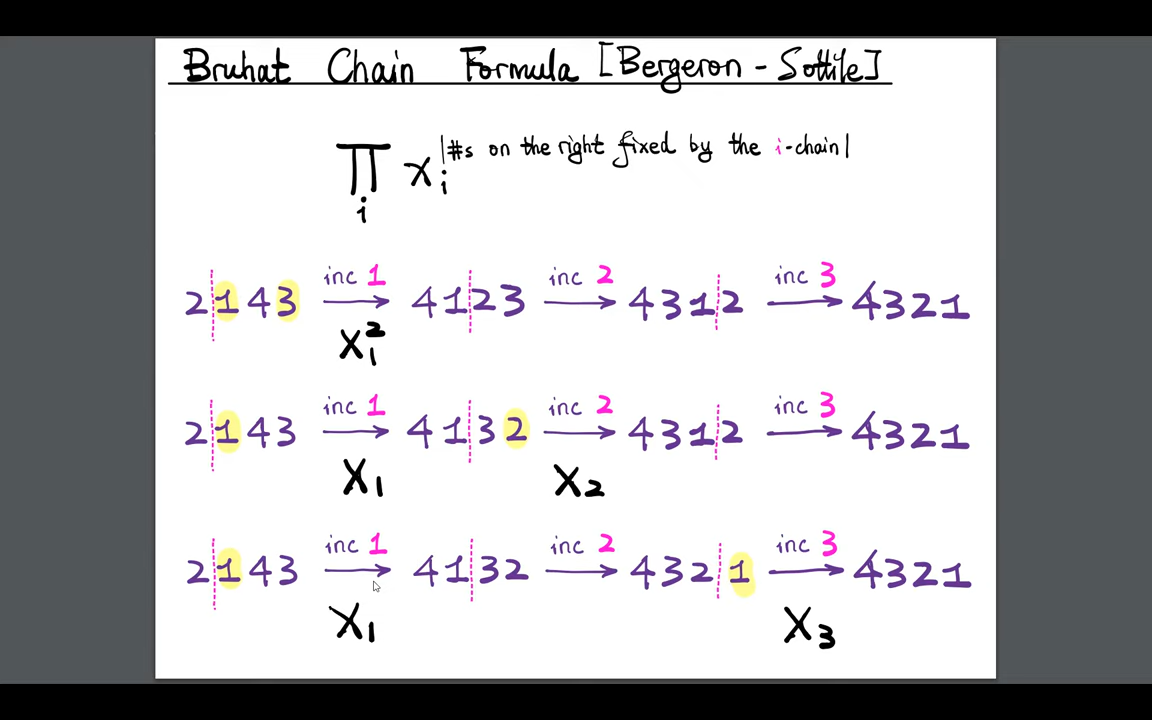 Bruhat Chain Formula [Bergeron - Sottile]
∏_i x_i^{|#s on the right fixed by the i-chain|}
inc 1 inc 2 inc 3
2|143 → 41|23 → 431|2 → 4321
X_1^2
inc 1 inc 2 inc 3
2|143 → 41|32 → 431|2 → 4321
X_1 X_2
inc 1 inc 2 inc 3
2|143 → 41|32 → 432|1 → 4321
X_1 X_3